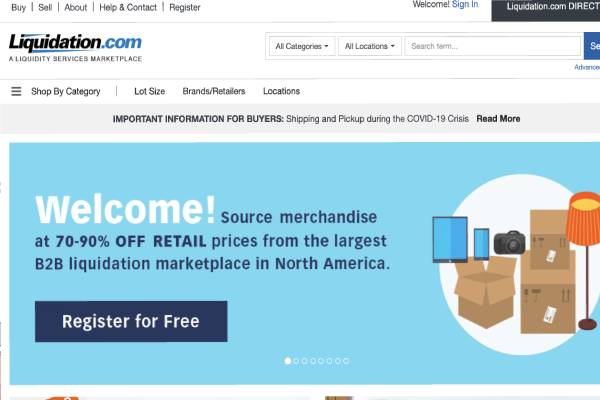 Buy | Sell | About | Help & Contact | Register
Welcome! Sign In
Liquidation.com DIRECT
Liquidation.com
A LIQUIDITY SERVICES MARKETPLACE
All Categories
All Locations
Search term...
Se
Advanced
Shop By Category | Lot Size Brands/Retailers Locations
IMPORTANT INFORMATION FOR BUYERS: Shipping and Pickup during the COVID-19 Crisis Read More
Welcome! Source merchandise
at 70-90% OFF RETAIL prices from the largest
B2B liquidation marketplace in North America.
Register for Free